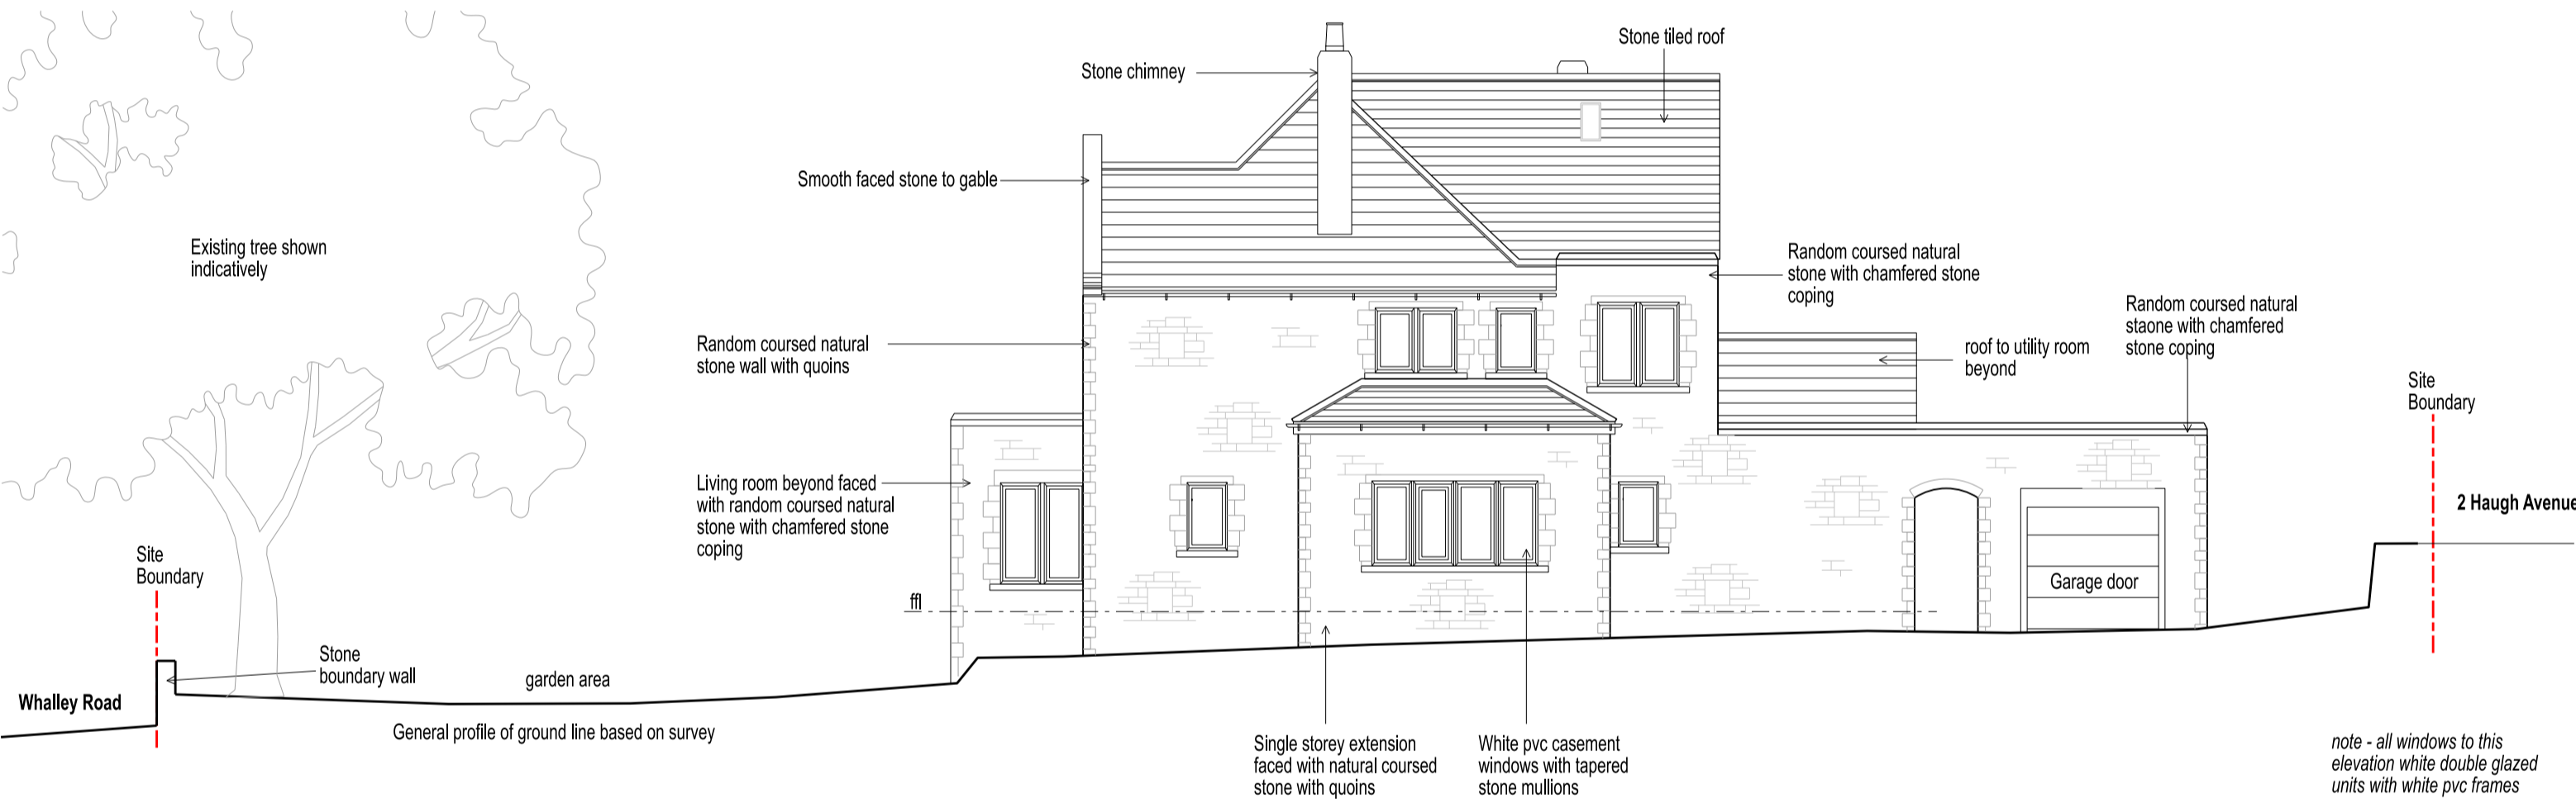 Stone tiled roof
Stone chimney
Smooth faced stone to gable
Existing tree shown
indicatively
Random coursed natural
stone with chamfered stone
coping
Random coursed natural
staone with chamfered
stone coping
Random coursed natural
stone wall with quoins
roof to utility room
beyond
Site
Boundary
Living room beyond faced
with random coursed natural
stone with chamfered stone
coping
2 Haugh Avenue
Site
Boundary
Garage door
ffl
Stone
boundary wall
garden area
Whalley Road
General profile of ground line based on survey
Single storey extension
faced with natural coursed
stone with quoins
White pvc casement
windows with tapered
stone mullions
note - all windows to this
elevation white double glazed
units with white pvc frames